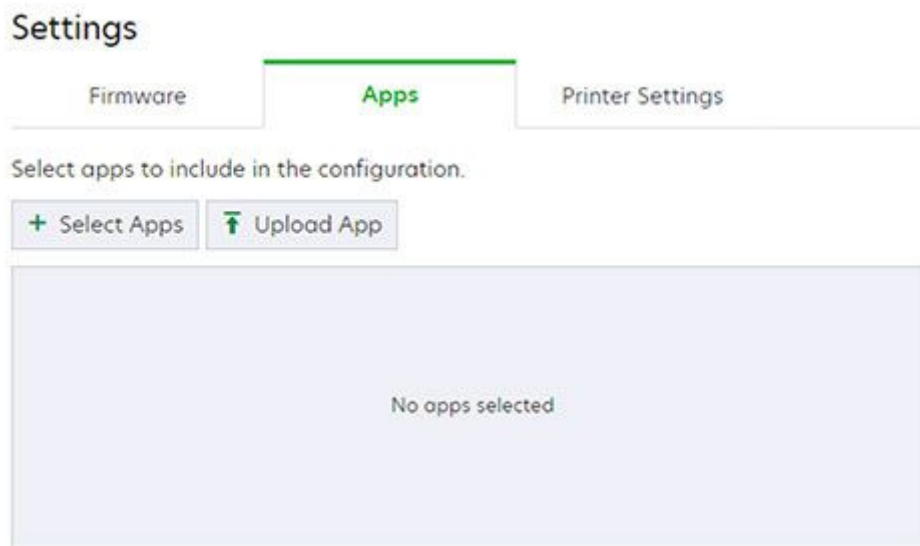 Settings
Firmware Apps Printer Settings
Select apps to include in the configuration.
+ Select Apps Upload App
No apps selected